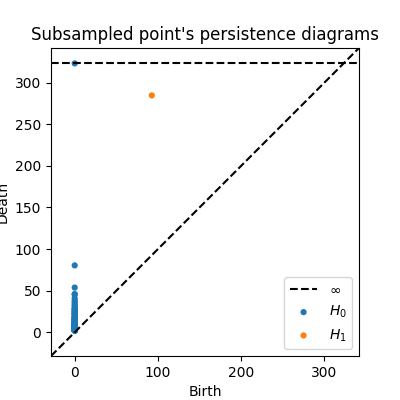 Subsampled point's persistence diagrams
300
250
200
150
100
50
0
Death
∞
H₀
H₁
0 100 200 300
Birth